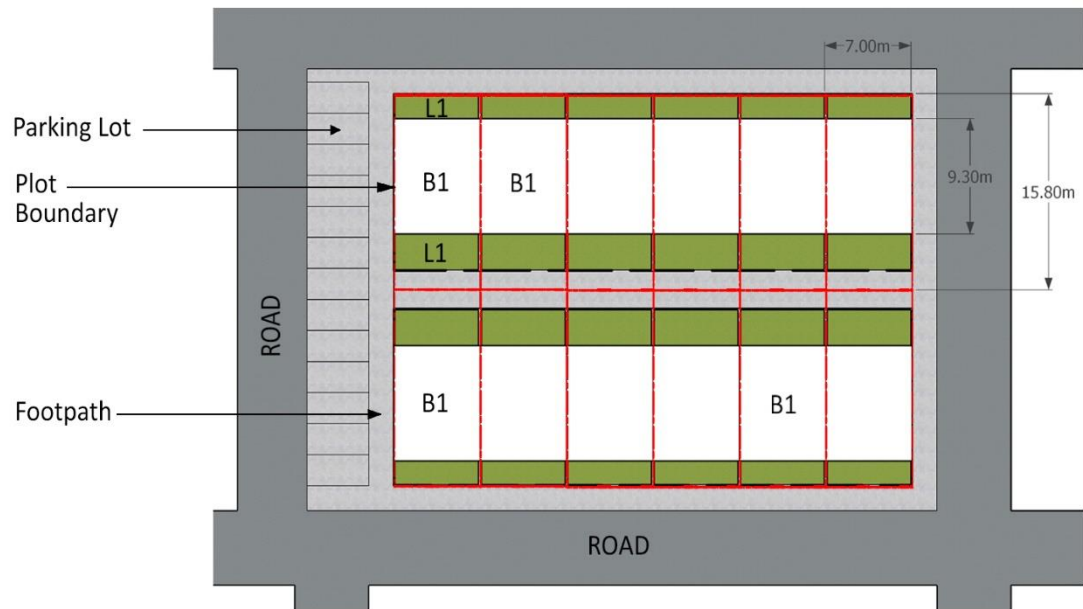 7.00m
L1
Parking Lot
B1
B1
9.30m
15.80m
Plot
Boundary
L1
ROAD
Footpath
B1
B1
ROAD